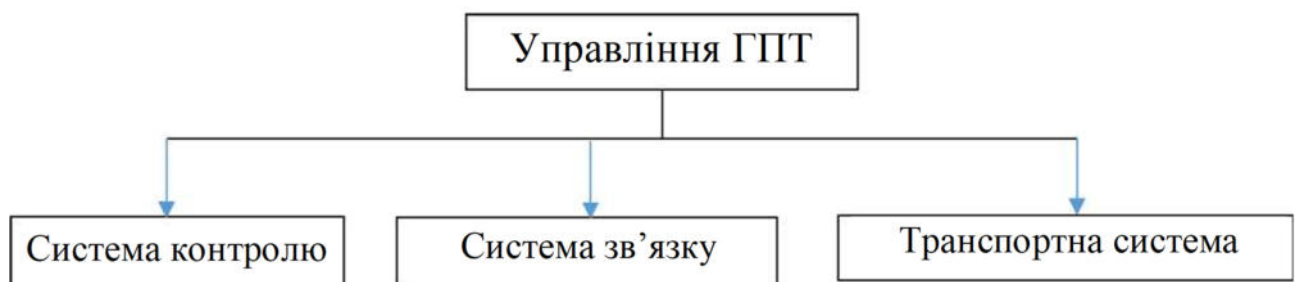 Управління ГПТ
Система контролю
Система зв’язку
Транспортна система